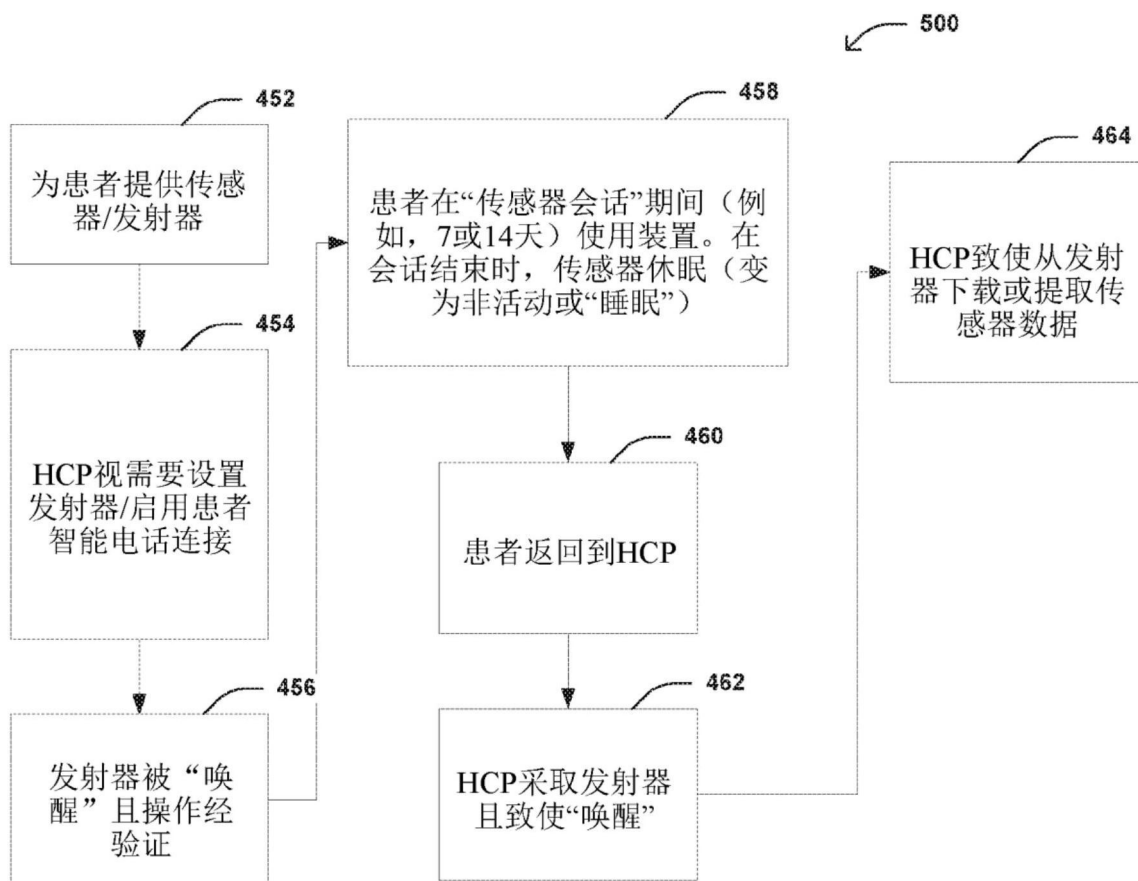 500
452
为患者提供传感
器/发射器
454
HCP视需要设置
发射器/启用患者
智能电话连接
456
发射器被“唤
醒”且操作经
验证
458
患者在“传感器会话”期间（例
如，7或14天）使用装置。在
会话结束时，传感器休眠（变
为非活动或“睡眠”）
460
患者返回到HCP
462
HCP采取发射器
且致使“唤醒”
464
HCP致使从发射
器下载或提取传
感器数据